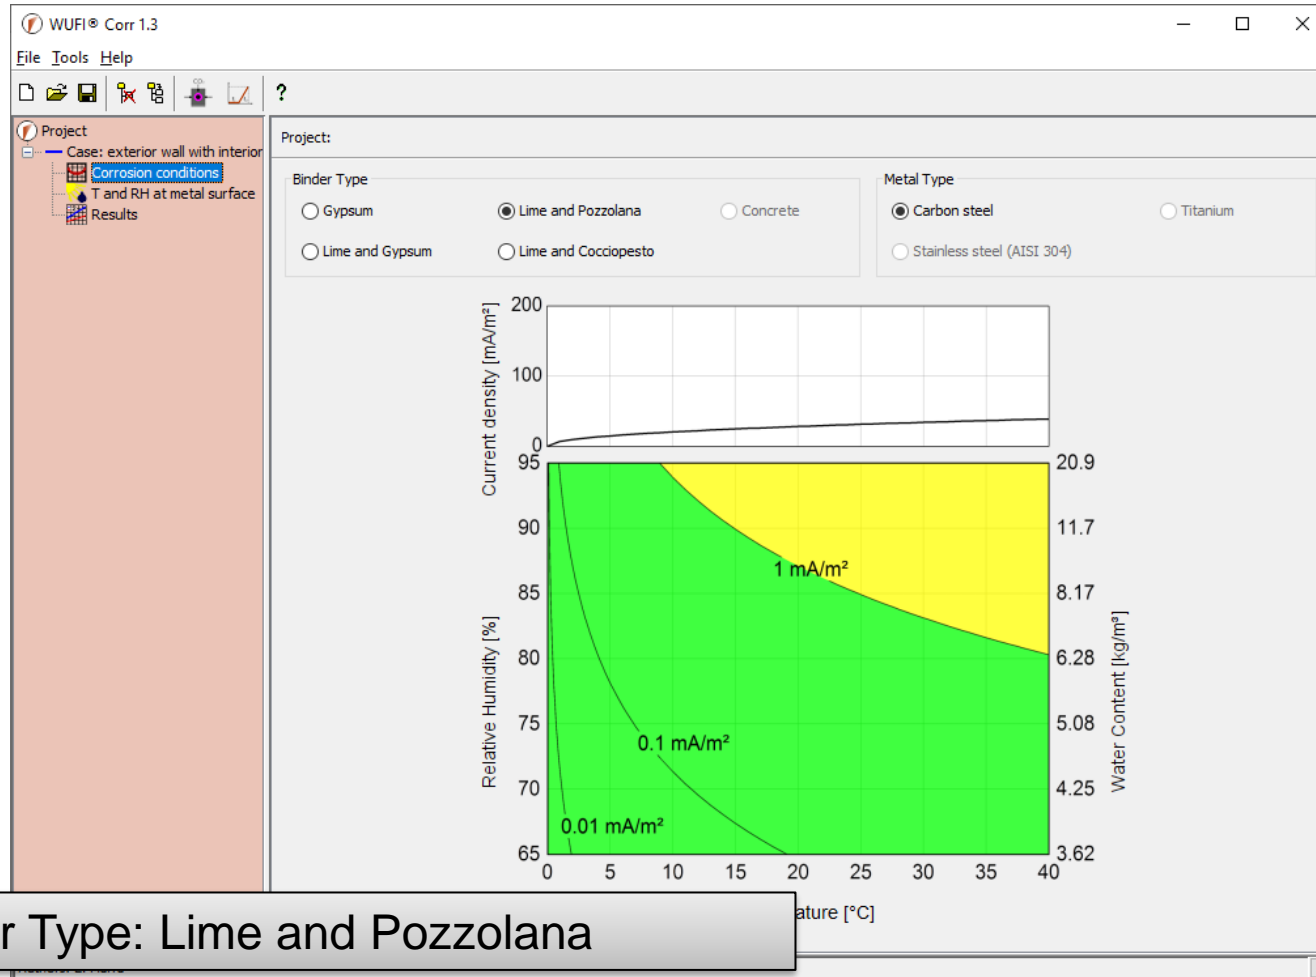 WUFI® Corr 1.3
File Tools Help
?
Project
Case: exterior wall with interior
Corrosion conditions
T and RH at metal surface
Results
Project:
Binder Type
Gypsum
Lime and Pozzolana
Concrete
Lime and Gypsum
Lime and Cocciopesto
Metal Type
Carbon steel
Titanium
Stainless steel (AISI 304)
Current density [mA/m²]
200
100
0
Relative Humidity [%]
95
90
85
80
75
70
65
1 mA/m²
0.1 mA/m²
0.01 mA/m²
20.9
11.7
8.17
6.28
5.08
4.25
3.62
Water Content [kg/m³]
0 5 10 15 20 25 30 35 40
ature [°C]
r Type: Lime and Pozzolana